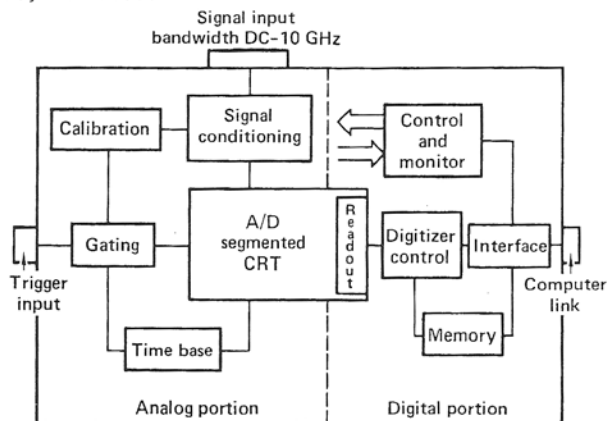 Signal input
bandwidth DC-10 GHz
Calibration
Signal
conditioning
Control
and
monitor
Gating
A/D
segmented
CRT
Readout
Digitizer
control
Interface
Trigger
input
Computer
link
Time base
Memory
Analog portion
Digital portion